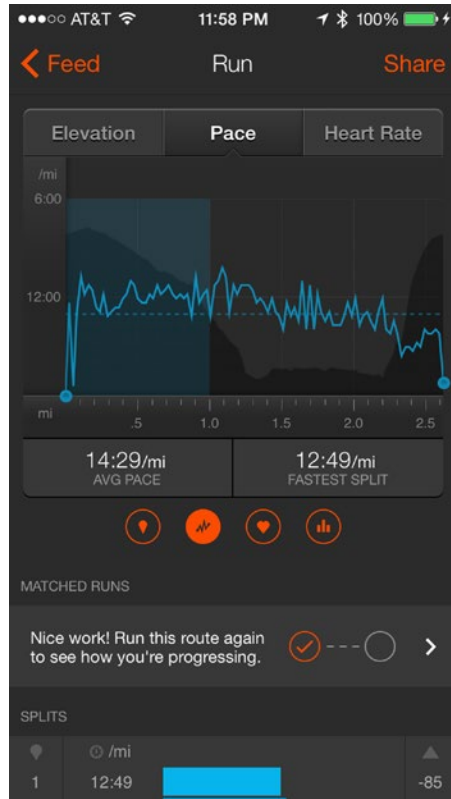 AT&T 11:58 PM 100%
Feed Run Share
Elevation Pace Heart Rate
/mi
6:00
12:00
mi .5 1.0 1.5 2.0 2.5
14:29/mi 12:49/mi
AVG PACE FASTEST SPLIT
MATCHED RUNS
Nice work! Run this route again
to see how you're progressing.
SPLITS
/mi
1 12:49 -85